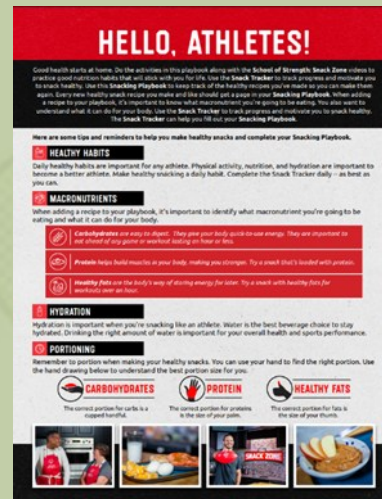 HELLO, ATHLETES!
Good health starts at home. Do the activities in this playbook along with the School of Strength: Snack Zone videos to
practice good nutrition habits that will stick with you for life. Use the Snack Tracker to track progress and motivate you
to snack healthy. Use this Snacking Playbook to keep track of the healthy recipes you've made so you can make them
again. Every new healthy snack recipe you make and like should get a page in your Snacking Playbook. When adding
a recipe to your playbook, it's important to know what macronutrient you're going to be eating. You also want to
understand what it can do for your body. Use the Snack Tracker to track progress and motivate you to snack healthy.
The Snack Tracker can help you fill out your Snacking Playbook.
Here are some tips and reminders to help you make healthy snacks and complete your Snacking Playbook.
HEALTHY HABITS
Daily healthy habits are important for any athlete. Physical activity, nutrition, and hydration are important to
become a better athlete. Make healthy snacking a daily habit. Complete the Snack Tracker daily – as best as
you can.
MACRONUTRIENTS
When adding a recipe to your playbook, it's important to identify what macronutrient you're going to be
eating and what it can do for your body.
Carbohydrates are easy to digest. They give your body quick-to-use energy. They are important to
eat ahead of any game or workout lasting an hour or less.
Protein helps build muscles in your body, making you stronger. Try a snack that's loaded with protein.
Healthy fats are the body's way of storing energy for later. Try a snack with healthy fats for
workouts over an hour.
HYDRATION
Hydration is important when you're snacking like an athlete. Water is the best beverage choice to stay
hydrated. Drinking the right amount of water is important for your overall health and sports performance.
PORTIONING
Remember to portion when making your healthy snacks. You can use your hand to find the right portion. Use
the hand drawing below to understand the best portion size for you.
CARBOHYDRATES
PROTEIN
HEALTHY FATS
The correct portion for carbs is a
cupped handful.
The correct portion for proteins
is the size of your palm.
The correct portion for fats is
the size of your thumb.
SNACK ZONE